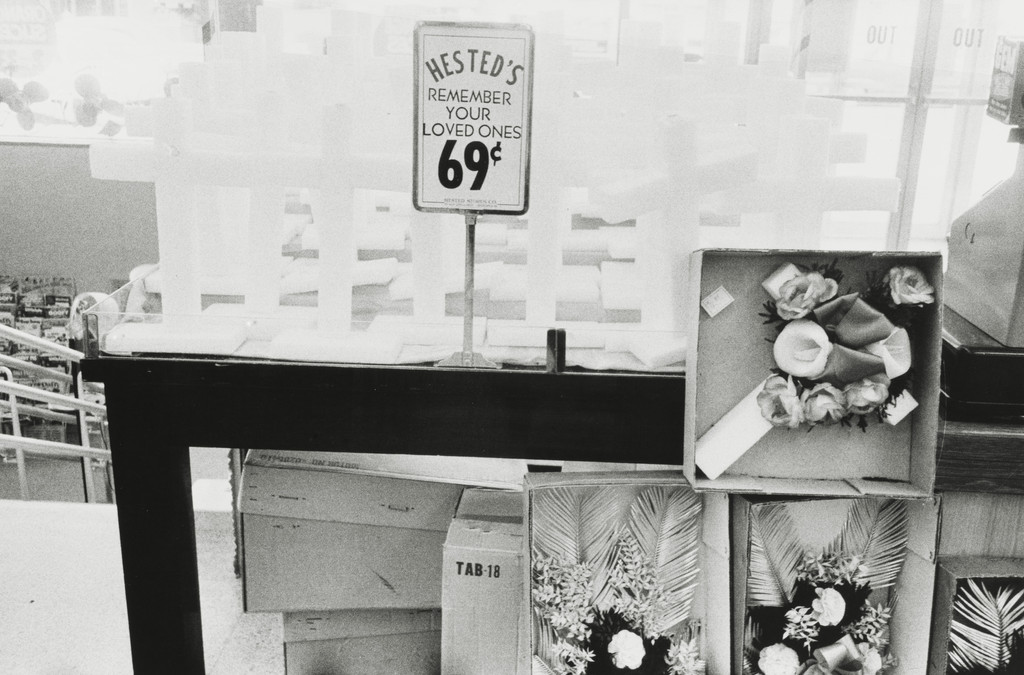 HESTED'S
REMEMBER
YOUR
LOVED ONES
69¢
TAB-18
OUT
OUT